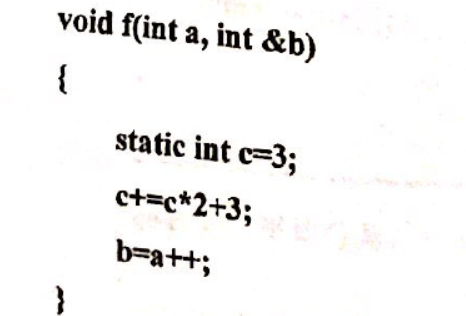 void f(int a, int &b)
{
static int c=3;
c+=c*2+3;
b=a++;
}